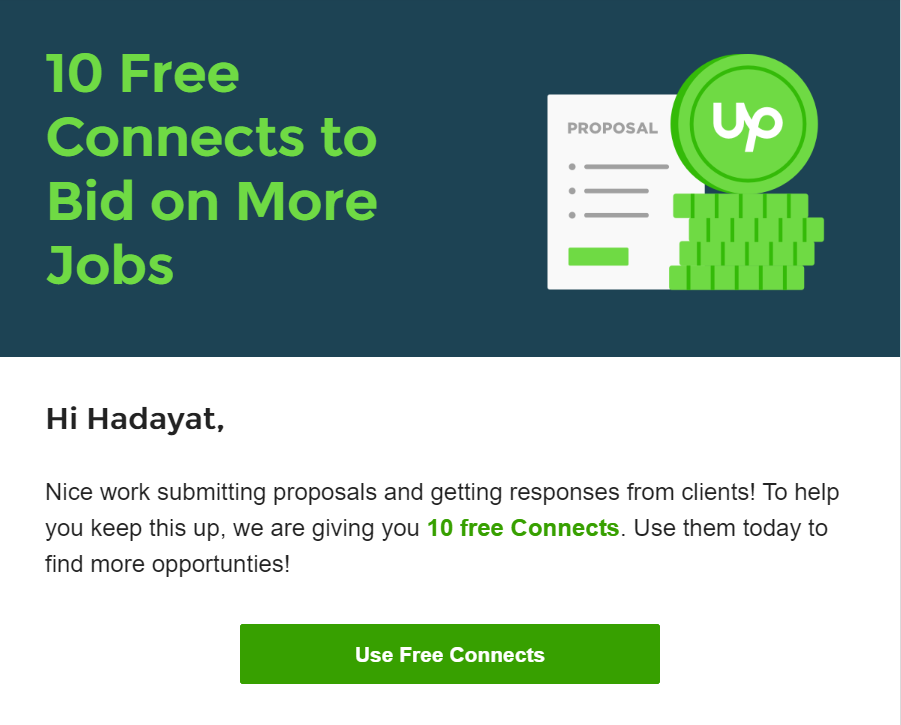 10 Free
Connects to
Bid on More
Jobs
PROPOSAL
up
Hi Hadayat,
Nice work submitting proposals and getting responses from clients! To help
you keep this up, we are giving you 10 free Connects. Use them today to
find more opportunties!
Use Free Connects